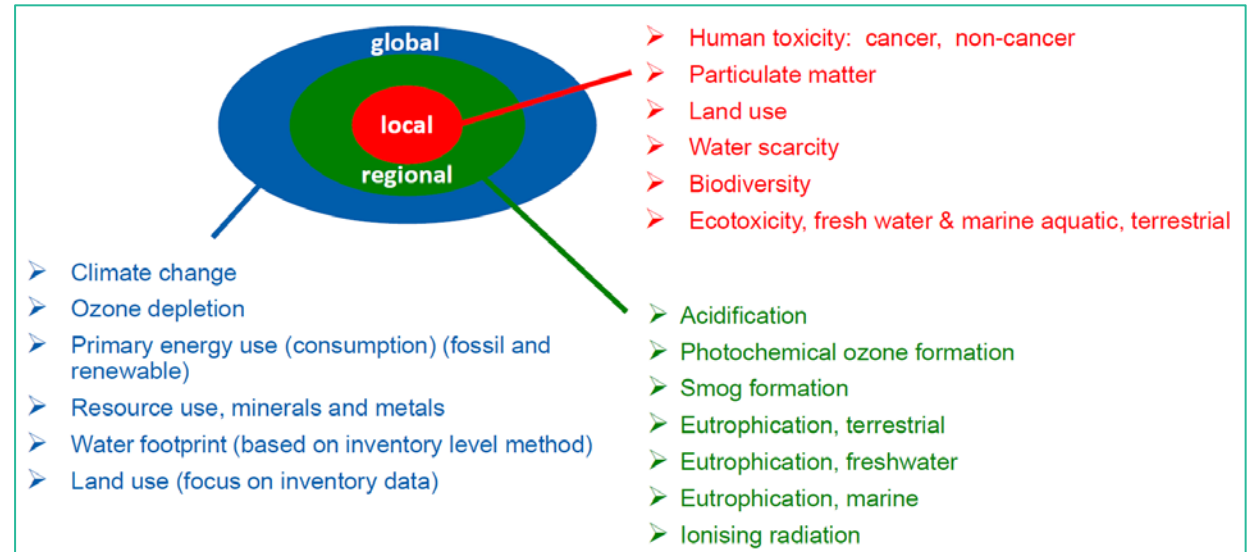 global
local
regional
➢ Human toxicity: cancer, non-cancer
➢ Particulate matter
➢ Land use
➢ Water scarcity
➢ Biodiversity
➢ Ecotoxicity, fresh water & marine aquatic, terrestrial
➢ Climate change
➢ Ozone depletion
➢ Primary energy use (consumption) (fossil and
renewable)
➢ Resource use, minerals and metals
➢ Water footprint (based on inventory level method)
➢ Land use (focus on inventory data)
➢ Acidification
➢ Photochemical ozone formation
➢ Smog formation
➢ Eutrophication, terrestrial
➢ Eutrophication, freshwater
➢ Eutrophication, marine
➢ Ionising radiation